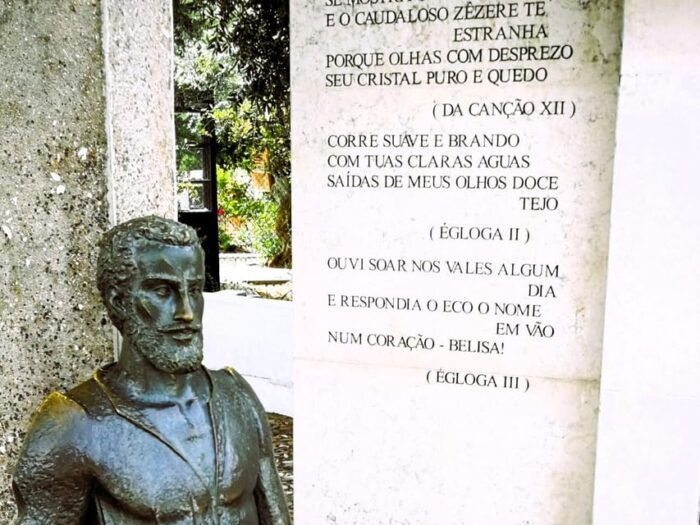 E O CAUDALOSO ZÊZERE TE
ESTRANHA
PORQUE OLHAS COM DESPREZO
SEU CRISTAL PURO E QUEDO
( DA CANÇÃO XII )
CORRE SUÁVE E BRANDO
COM TUAS CLARAS AGUAS
SAÍDAS DE MEUS OLHOS DOCE
TEJO
( ÉGLOGA II )
OUVI SOAR NOS VALES ALGUM
DIA
E RESPONDIA O ECO O NOME
EM VÃO
NUM CORAÇÃO - BELISA!
( ÉGLOGA III )